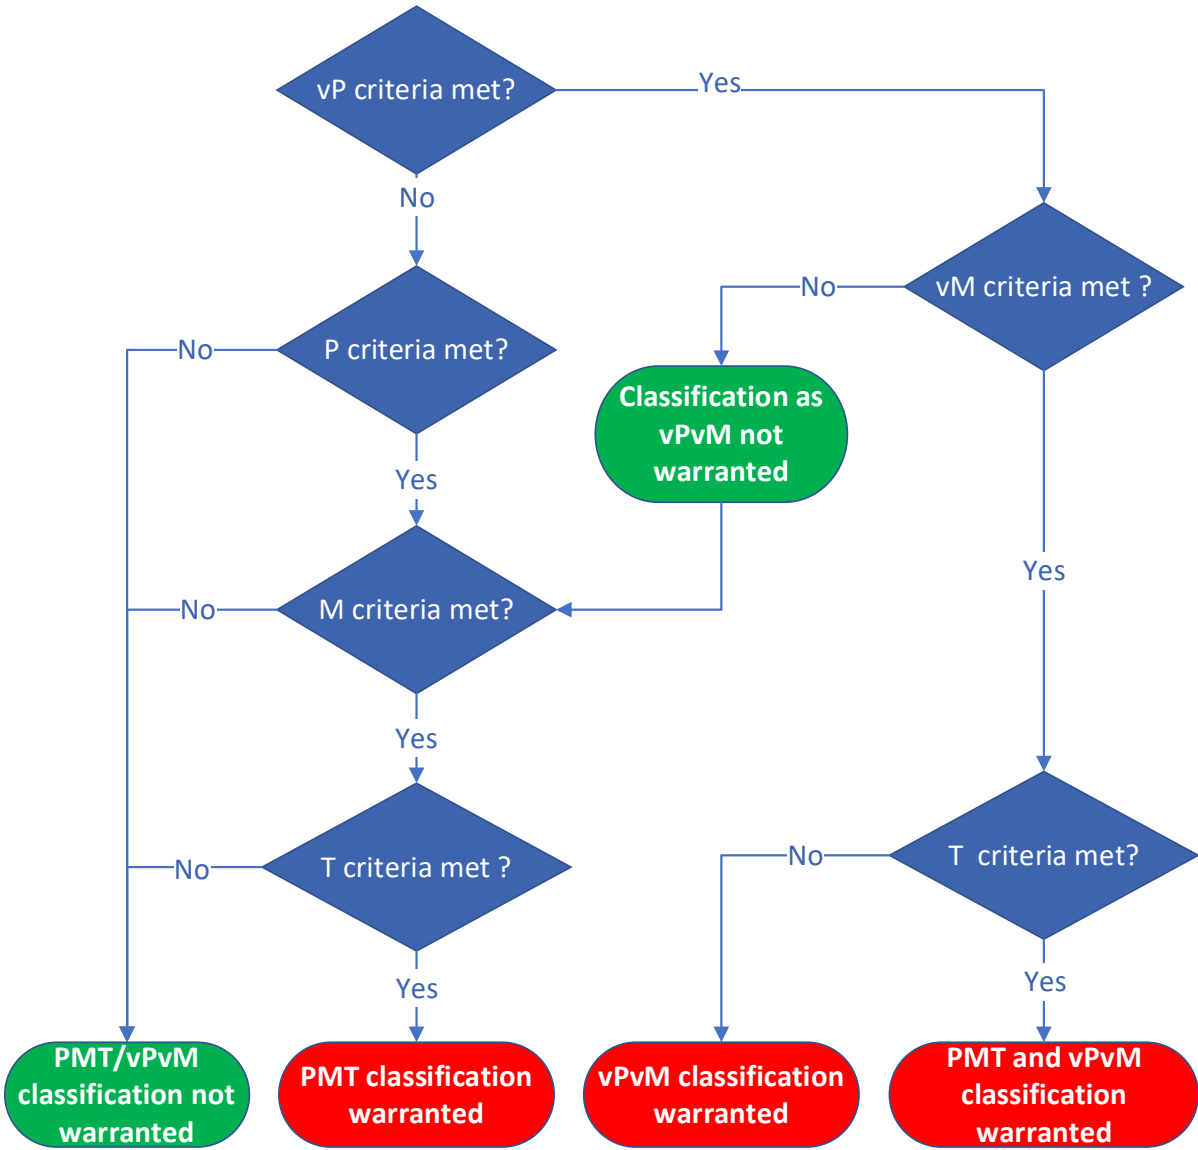 vP criteria met?
Yes
No
vM criteria met ?
No
P criteria met?
No
Classification as
vPvM not
warranted
Yes
M criteria met?
No
Yes
Yes
T criteria met ?
No
T  criteria met?
No
Yes
Yes
PMT/vPvM
classification not
warranted
PMT classification
warranted
vPvM classification
warranted
PMT and vPvM
classification
warranted